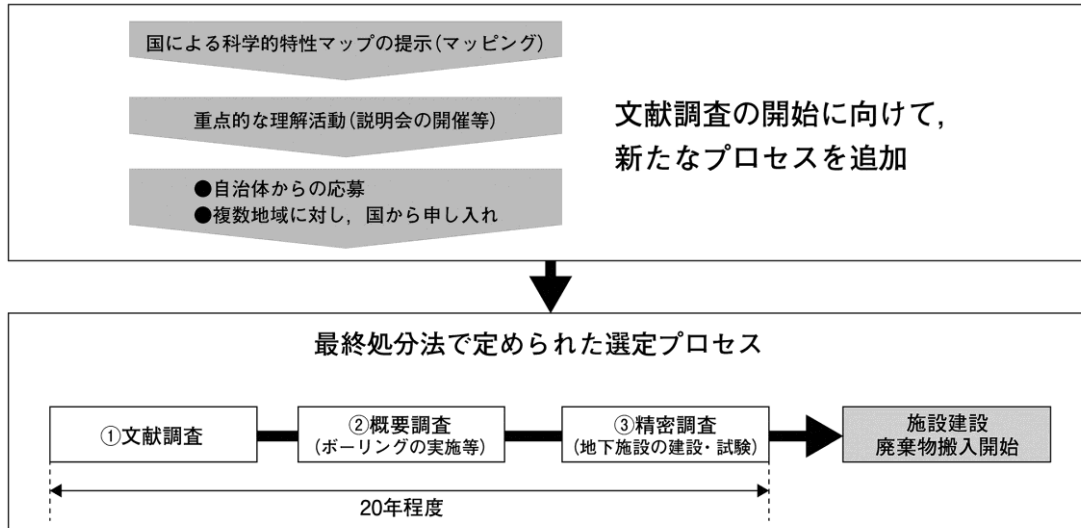 国による科学的特性マップの提示(マッピング)
重点的な理解活動(説明会の開催等)
●自治体からの応募
●複数地域に対し，国から申し入れ
文献調査の開始に向けて，
新たなプロセスを追加
最終処分法で定められた選定プロセス
①文献調査
②概要調査
(ボーリングの実施等)
③精密調査
(地下施設の建設・試験)
施設建設
廃棄物搬入開始
20年程度